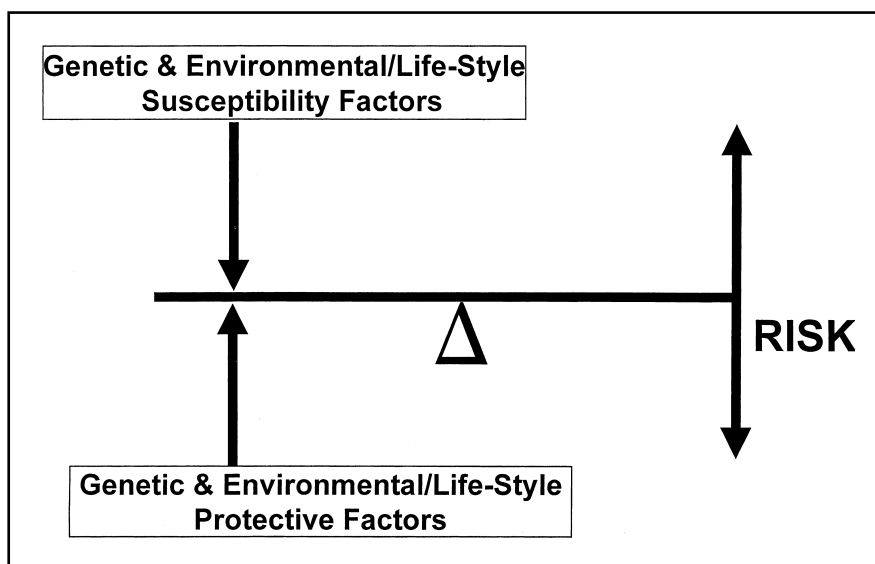 Genetic & Environmental/Life-Style
Susceptibility Factors
RISK
Genetic & Environmental/Life-Style
Protective Factors